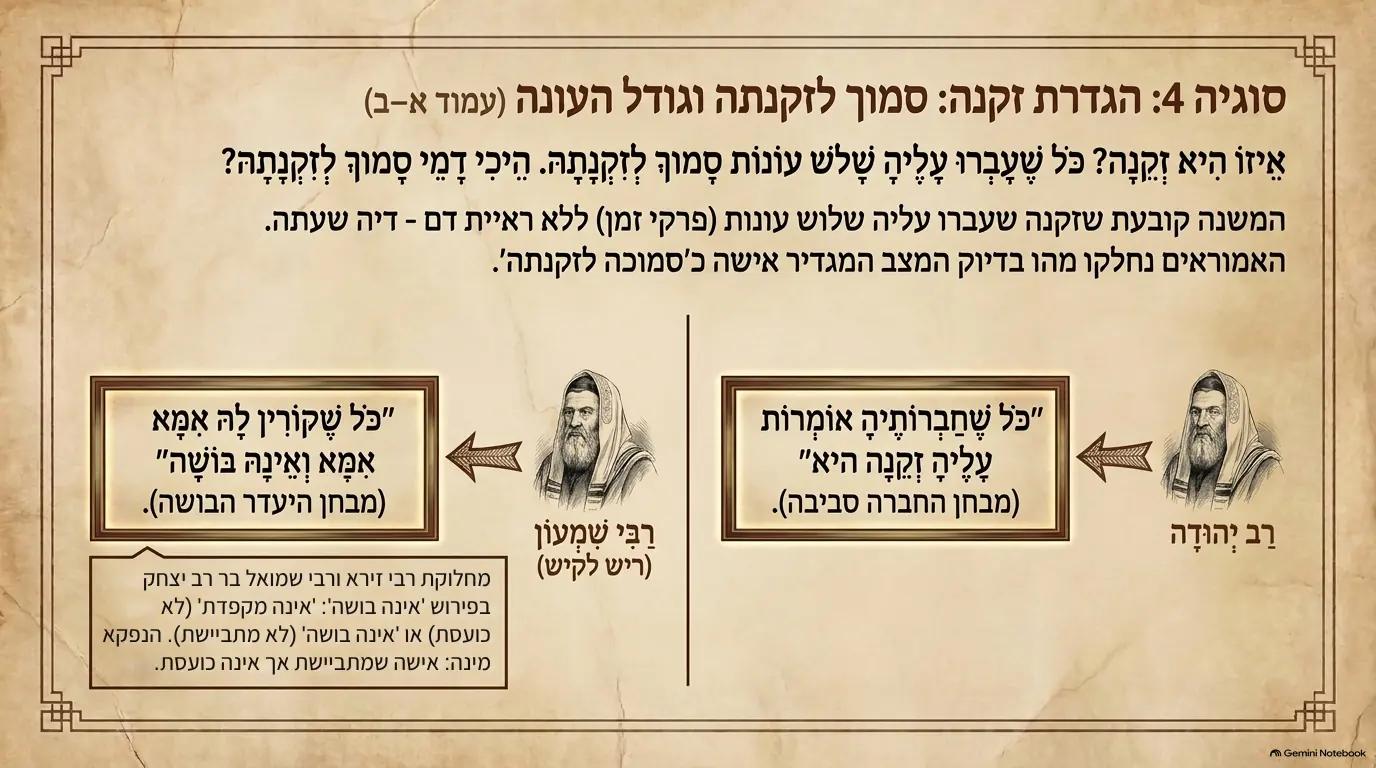 סוגיה 4: הגדרת זקנה: סמוך לזקנתה וגודל העונה (עמוד א–ב)
אֵיזוֹ הִיא זְקֵנָה? כֹּל שֶׁעָבְרוּ עָלֶיהָ שָׁלֹשׁ עוֹנוֹת סָמוּךְ לְזִקְנָתָהּ. הֵיכִי דָמֵי סָמוּךְ לְזִקְנָתָהּ?
המשנה קובעת שזקנה שעברו עליה שלוש עונות (פרקי זמן) ללא ראיית דם - דיה שעתה.
האמוראים נחלקו מהו בדיוק המצב המגדיר אישה כ'סמוכה לזקנתה'.
"כֹּל שֶׁחַבְרוֹתֶיהָ אוֹמְרוֹת
עָלֶיהָ זְקֵנָה היא"
(מבחן החברה סביבה).
רַב יְהוּדָה
"כֹּל שֶׁקּוֹרִין לָהּ אִמָּא
אִמָּא וְאֵינָהּ בּוֹשָׁה"
(מבחן היעדר הבושה).
רַבִּי שִׁמְעוֹן
(ריש לקיש)
מחלוקת רבי זירא ורבי שמואל בר רב יצחק
בפירוש 'אינה בושה': 'אינה מקפדת' (לא
כועסת) או 'אינה בושה' (לא מתביישת). הנפקא
מינה: אישה שמתביישת אך אינה כועסת.
Gemini Notebook